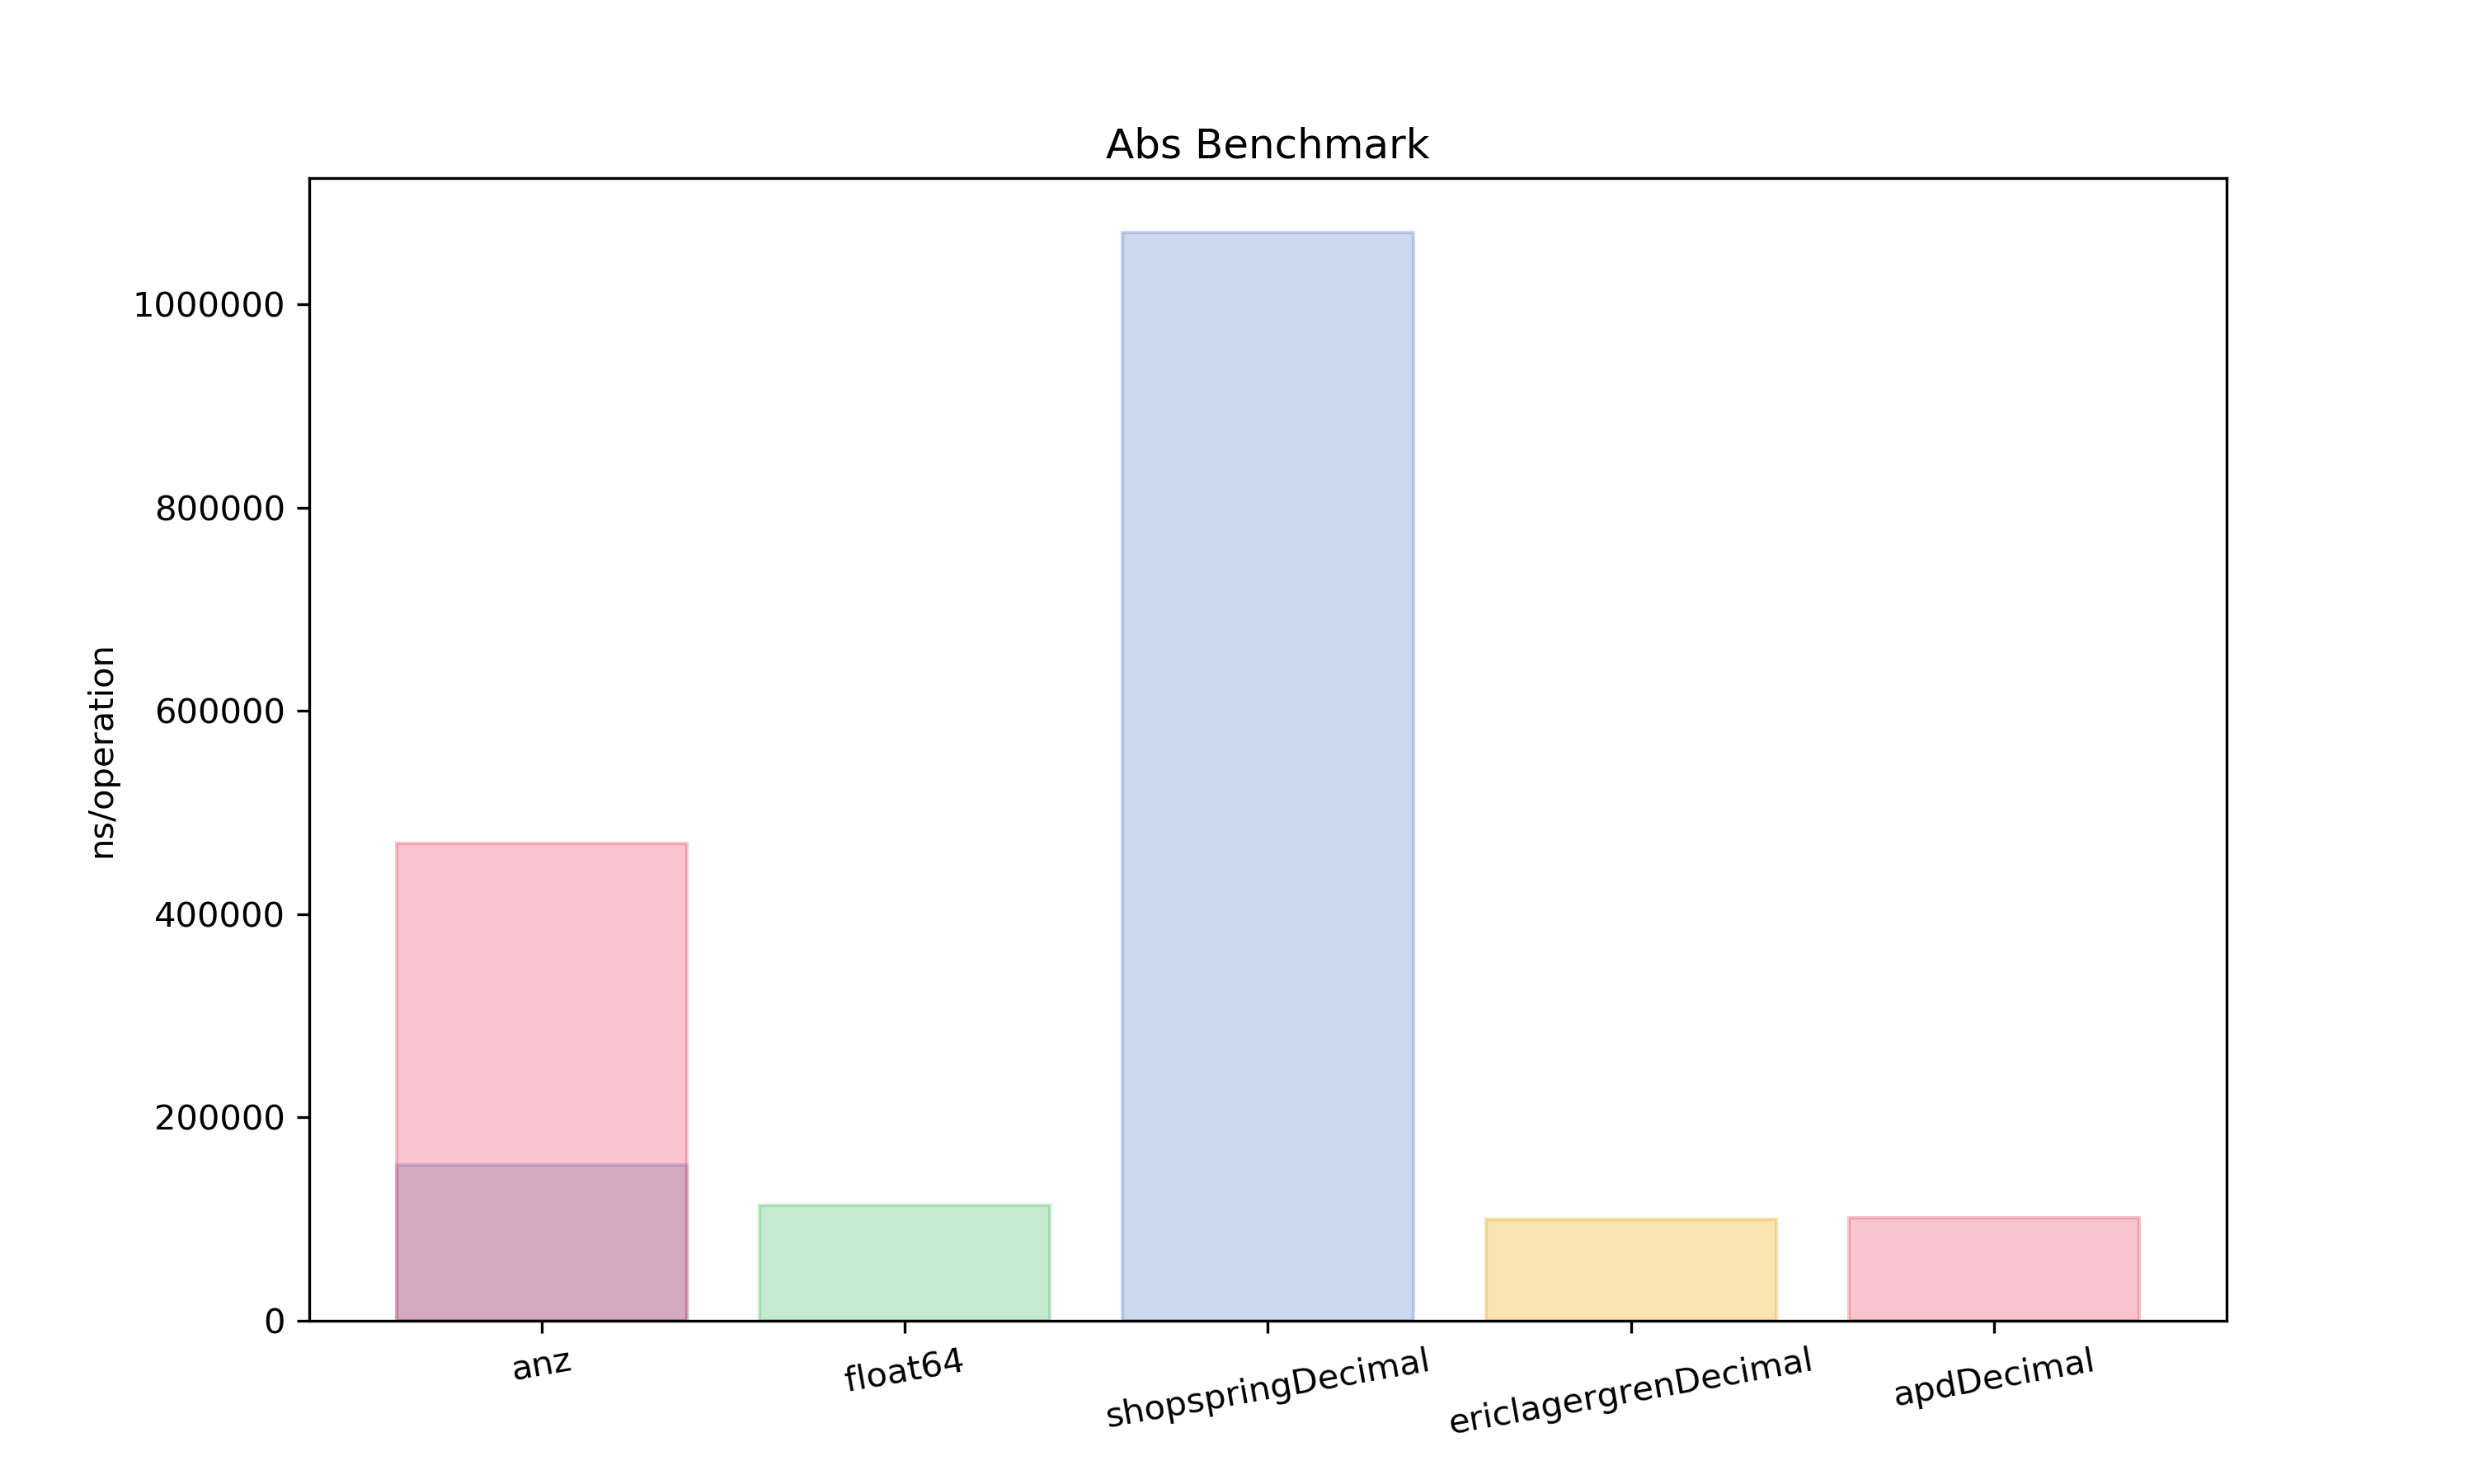 Abs Benchmark
ns/operation
1000000
800000
600000
400000
200000
0
anz
float64
shopspringDecimal
ericlagergrenDecimal
apdDecimal